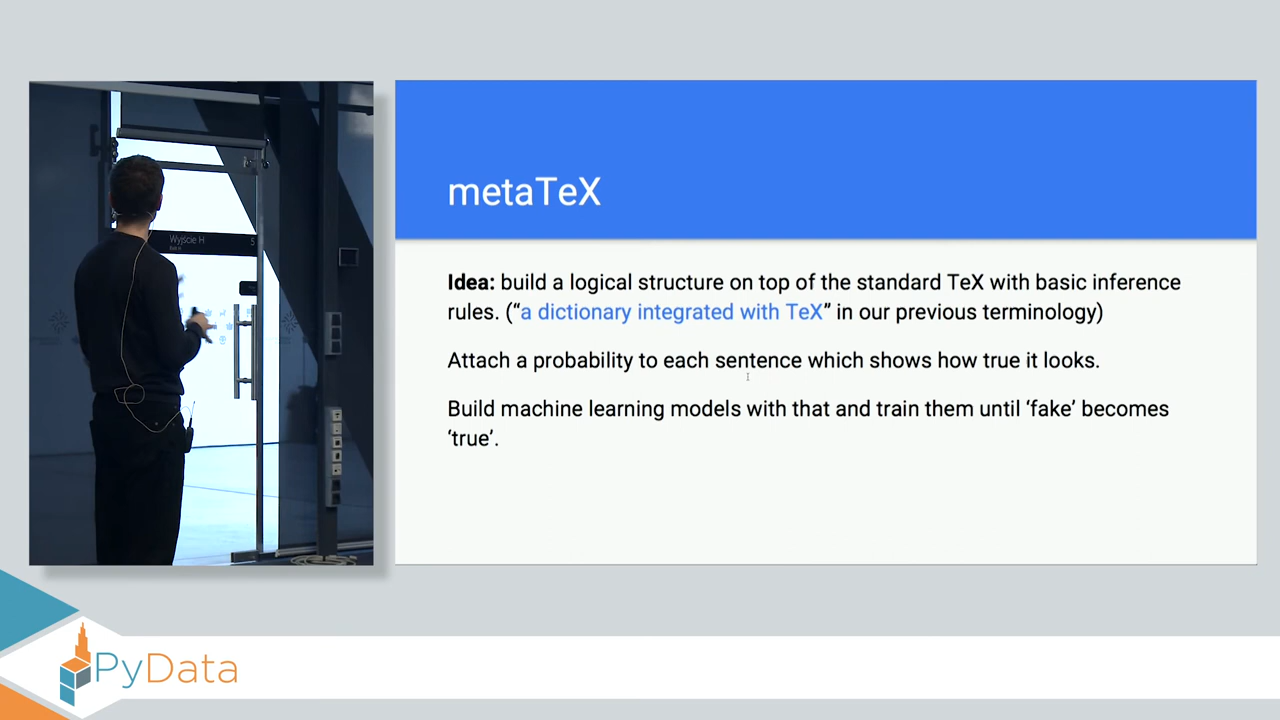 metaTeX
Idea: build a logical structure on top of the standard TeX with basic inference
rules. (“a dictionary integrated with TeX” in our previous terminology)
Attach a probability to each sentence which shows how true it looks.
Build machine learning models with that and train them until ‘fake’ becomes
‘true’.
Wyjście H
5
PyData